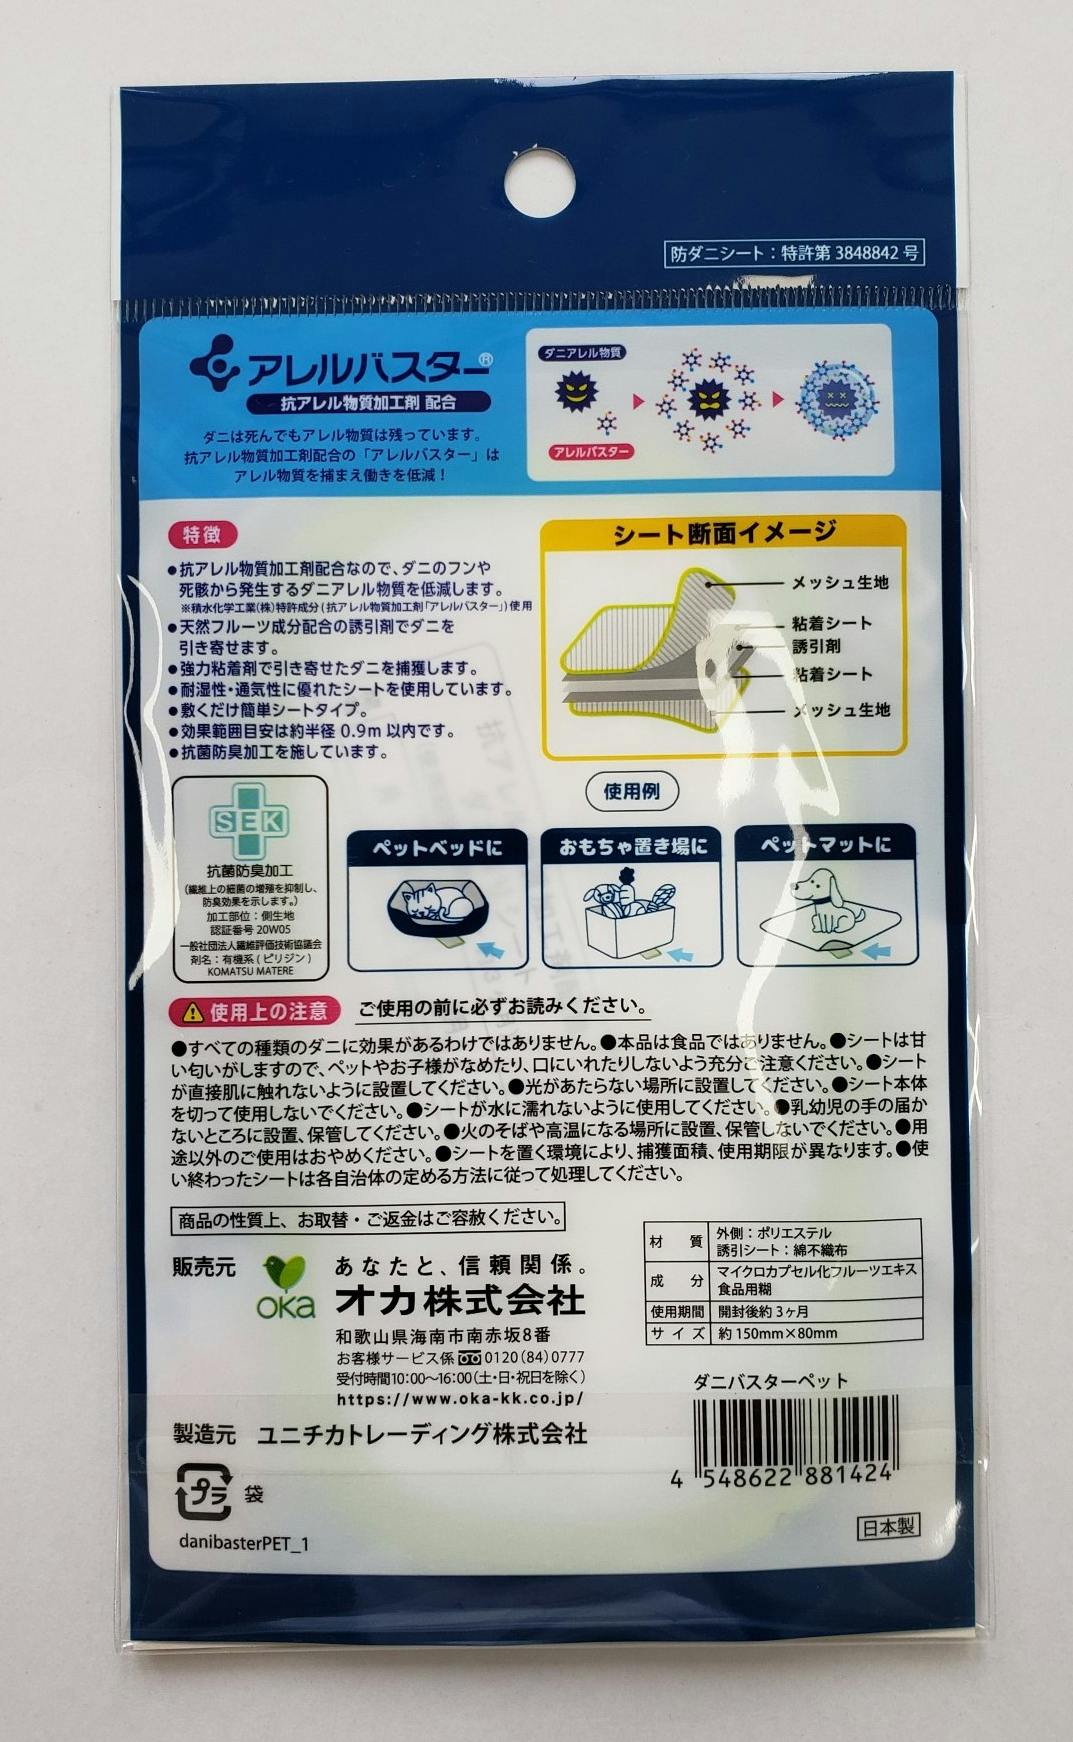 防ダニシート：特許第 3848842 号
アレルバスター®
抗アレル物質加工剤 配合
ダニは死んでもアレル物質は残っています。
抗アレル物質加工剤配合の「アレルバスター」は
アレル物質を捕まえ働きを低減！
ダニアレル物質
アレルバスター
特徴
●抗アレル物質加工剤配合なので、ダニのフンや
死骸から発生するダニアレル物質を低減します。
※積水化学工業(株)特許成分(抗アレル物質加工剤「アレルバスター」)使用
●天然フルーツ成分配合の誘引剤でダニを
引き寄せます。
●強力粘着剤で引き寄せたダニを捕獲します。
●耐湿性・通気性に優れたシートを使用しています。
●敷くだけ簡単シートタイプ。
●効果範囲目安は約半径 0.9m 以内です。
●抗菌防臭加工を施しています。
シート断面イメージ
メッシュ生地
粘着シート
誘引剤
粘着シート
メッシュ生地
SEK
抗菌防臭加工
(繊維上の細菌の増殖を抑制し、
防臭効果を示します。)
加工部位：側生地
認証番号 20W05
一般社団法人繊維評価技術協議会
剤名：有機系(ピリジン)
KOMATSU MATERE
使用例
ペットベッドに
おもちゃ置き場に
ペットマットに
使用上の注意 ご使用の前に必ずお読みください。
●すべての種類のダニに効果があるわけではありません。●本品は食品ではありません。●シートは甘
い匂いがしますので、ペットやお子様がなめたり、口にいれたりしないよう充分ご注意ください。●シート
が直接肌に触れないように設置してください。●光があたらない場所に設置してください。●シート本体
を切って使用しないでください。●シートが水に濡れないように使用してください。●乳幼児の手の届か
ないところに設置、保管してください。●火のそばや高温になる場所に設置、保管しないでください。●用
途以外のご使用はおやめください。●シートを置く環境により、捕獲面積、使用期限が異なります。●使
い終わったシートは各自治体の定める方法に従って処理してください。
商品の性質上、お取替・ご返金はご容赦ください。
販売元
OKa
あなたと、信頼関係。
オカ株式会社
和歌山県海南市南赤坂8番
お客様サービス係 0120(84)0777
受付時間10:00〜16:00(土・日・祝日を除く)
https://www.oka-kk.co.jp/
製造元 ユニチカトレーディング株式会社
プラ 袋
danibasterPET_1
材 質 外側：ポリエステル
誘引シート：綿不織布
成 分 マイクロカプセル化フルーツエキス
食品用糊
使用期間 開封後約3ヶ月
サイズ 約150mm×80mm
ダニバスターペット
4 548622 881424
日本製